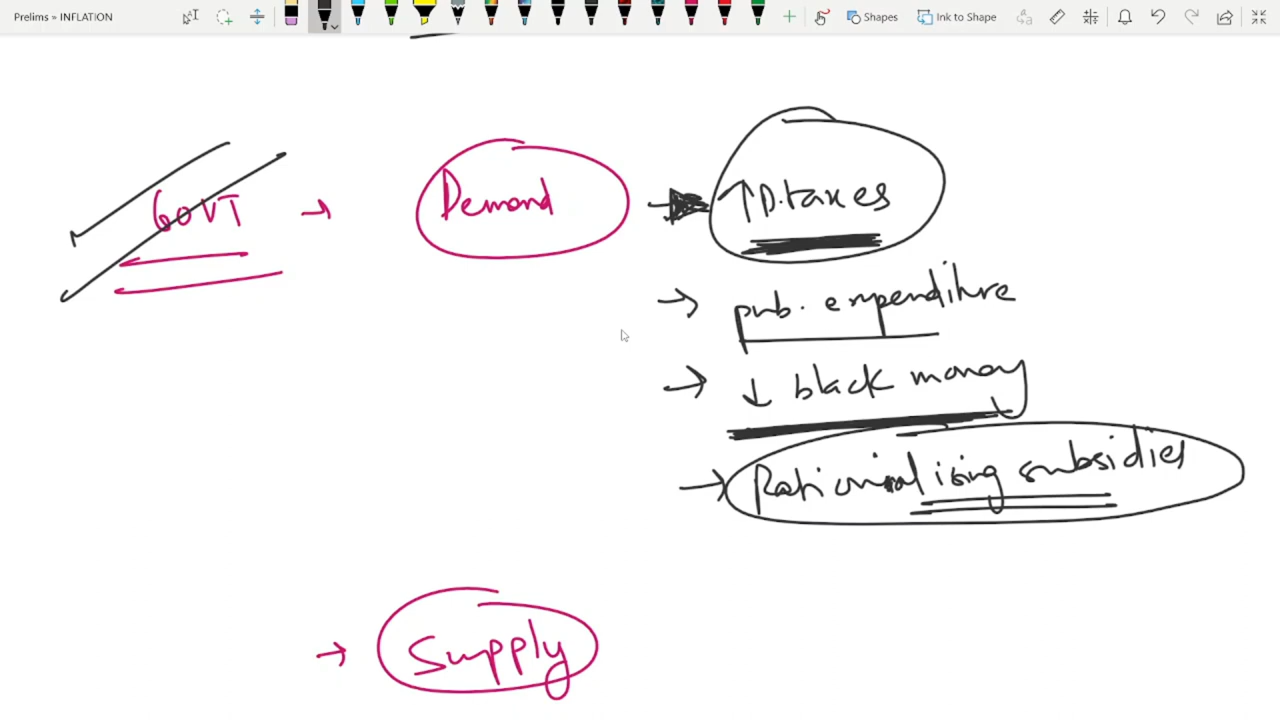 Prelims » INFLATION
Shapes
Ink to Shape
GOVT → Demand → ↑ D.taxes
→ pub. expenditure
→ ↓ black money
→ Rationalising subsidies
→ Supply